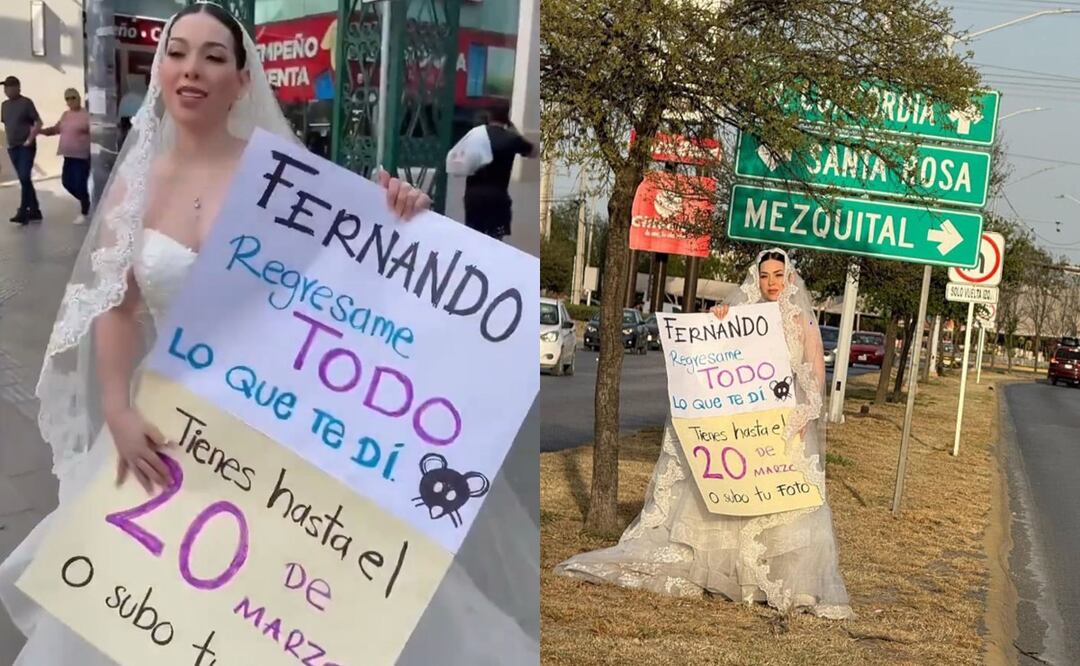 EMPEÑO
VENTA
FERNANDO
Regresame
TODO
LO QUE TE DÍ.
Tienes hasta el
20 DE
MARZO
O subo tu
CONCORDIA
SANTA ROSA
MEZQUITAL
SOLO VUELTA IZQ.
FERNANDO
Regresame
TODO
LO QUE TE DÍ
Tienes hasta el
20 DE
MARZO
O subo tu FOTO